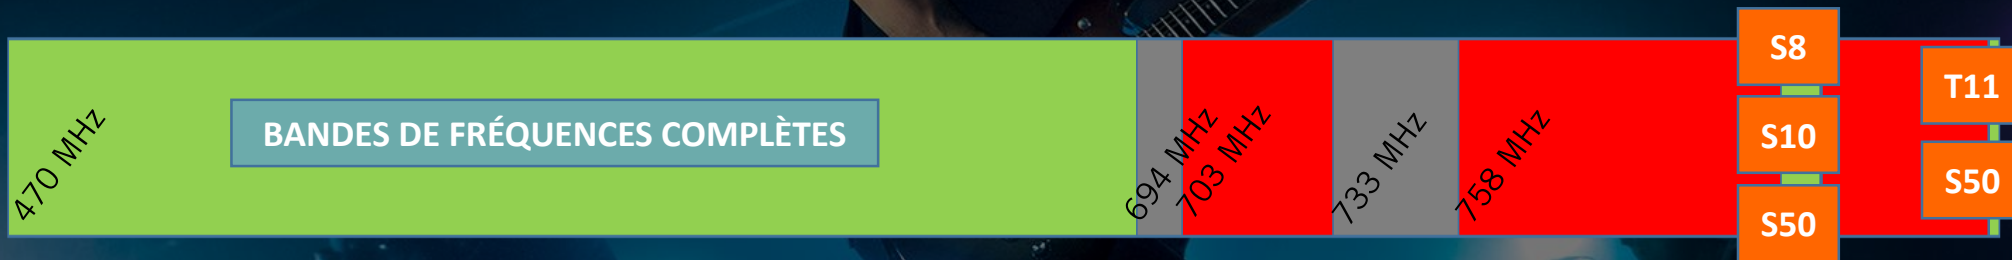 470 MHz
BANDES DE FRÉQUENCES COMPLÈTES
694 MHz
703 MHz
733 MHz
758 MHz
S8
S10
S50
T11
S50